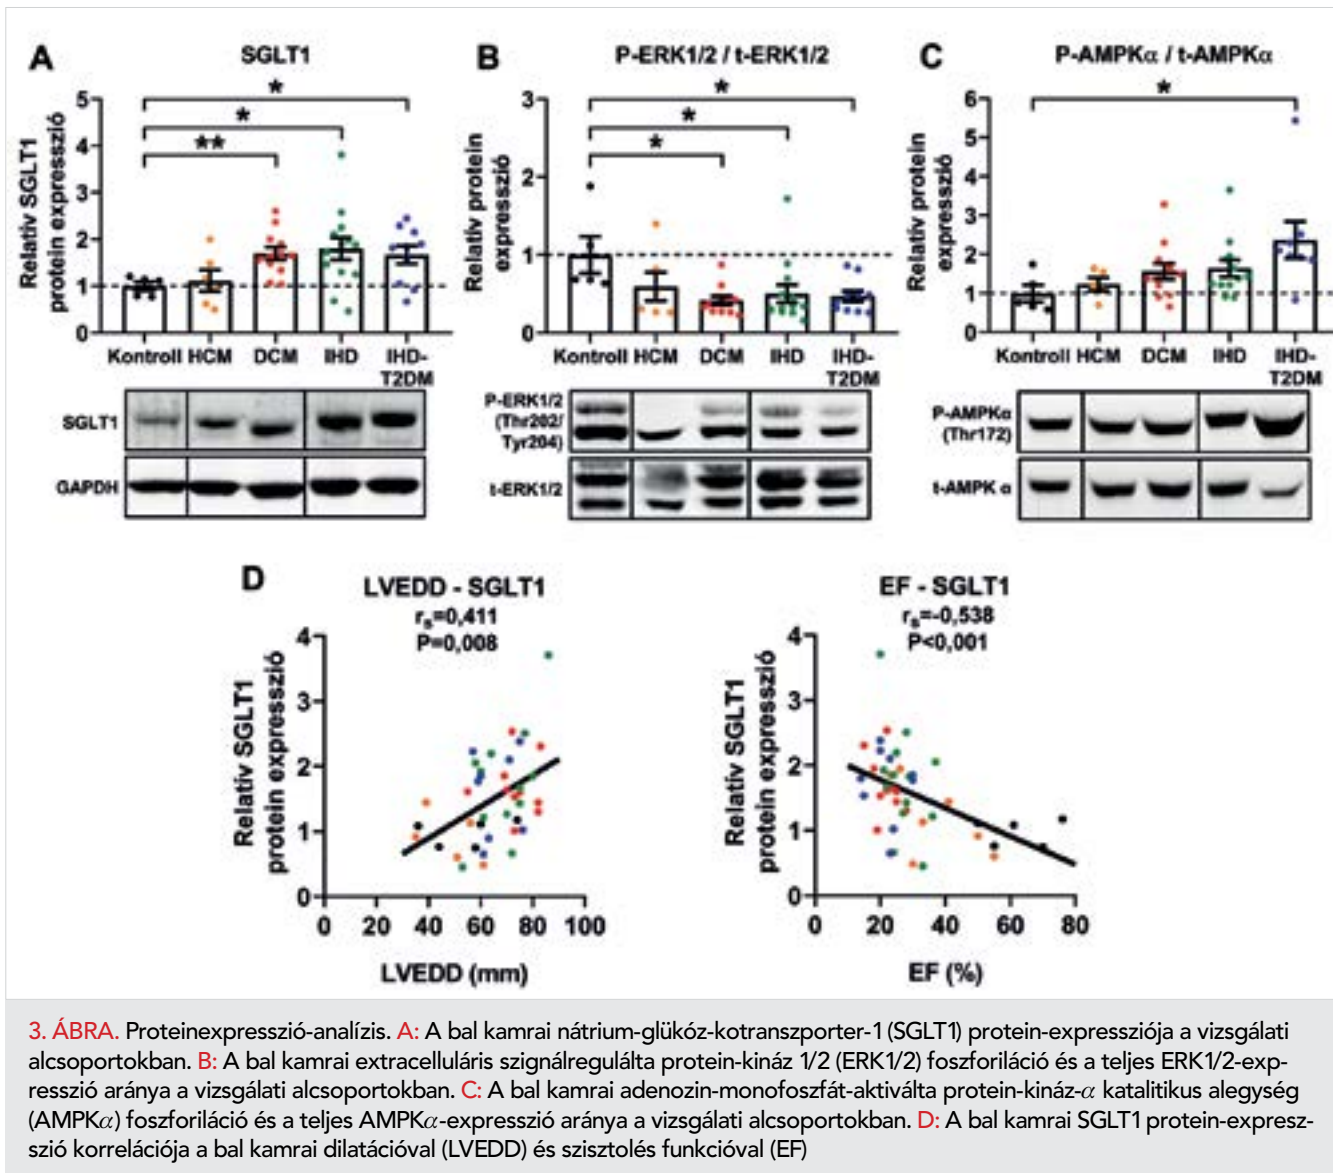 A
SGLT1
**
*
*
5
4
3
2
1
0
Relatív SGLT1
protein expresszió
Kontroll HCM DCM IHD IHD-
T2DM
SGLT1
GAPDH
B
P-ERK1/2 / t-ERK1/2
*
*
*
3
2
1
0
Relatív protein
expresszió
Kontroll HCM DCM IHD IHD-
T2DM
P-ERK1/2
(Thr202/
Tyr204)
t-ERK1/2
C
P-AMPKα / t-AMPKα
*
6
5
4
3
2
1
0
Relatív protein
expresszió
Kontroll HCM DCM IHD IHD-
T2DM
P-AMPKα
(Thr172)
t-AMPK α
D
LVEDD - SGLT1
rs=0,411
P=0,008
4
3
2
1
0
Relatív SGLT1
protein expresszió
0 20 40 60 80 100
LVEDD (mm)
EF - SGLT1
rs=-0,538
P<0,001
4
3
2
1
0
Relatív SGLT1
protein expresszió
0 20 40 60 80
EF (%)
3. ÁBRA. Proteinexpresszió-analízis. A: A bal kamrai nátrium-glükóz-kotranszporter-1 (SGLT1) protein-expressziója a vizsgálati
alcsoportokban. B: A bal kamrai extracelluláris szignálregulálta protein-kináz 1/2 (ERK1/2) foszforiláció és a teljes ERK1/2-exp-
resszió aránya a vizsgálati alcsoportokban. C: A bal kamrai adenozin-monofoszfát-aktiválta protein-kináz-α katalitikus alegység
(AMPKα) foszforiláció és a teljes AMPKα-expresszió aránya a vizsgálati alcsoportokban. D: A bal kamrai SGLT1 protein-expresz-
szió korrelációja a bal kamrai dilatációval (LVEDD) és szisztolés funkcióval (EF)